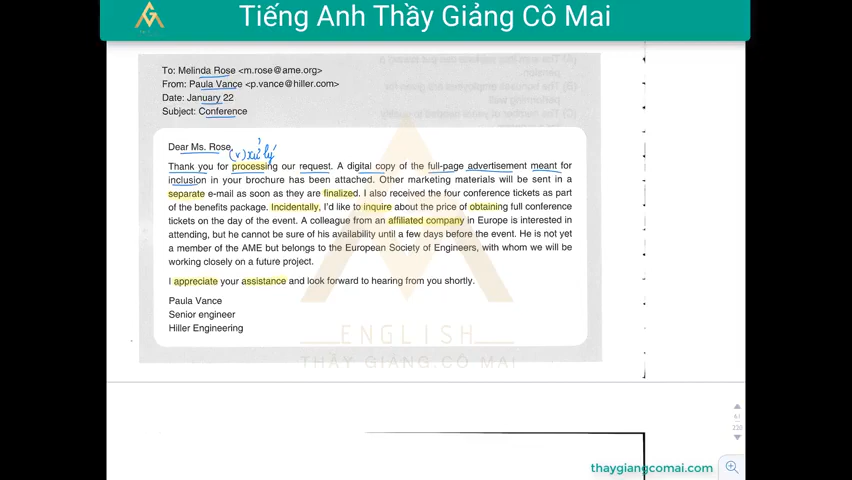 Tiếng Anh Thầy Giảng Cô Mai
To: Melinda Rose <m.rose@ame.org>
From: Paula Vance <p.vance@hiller.com>
Date: January 22
Subject: Conference
Dear Ms. Rose,
(v) xử lý
Thank you for processing our request. A digital copy of the full-page advertisement meant for
inclusion in your brochure has been attached. Other marketing materials will be sent in a
separate e-mail as soon as they are finalized. I also received the four conference tickets as part
of the benefits package. Incidentally, I'd like to inquire about the price of obtaining full conference
tickets on the day of the event. A colleague from an affiliated company in Europe is interested in
attending, but he cannot be sure of his availability until a few days before the event. He is not yet
a member of the AME but belongs to the European Society of Engineers, with whom we will be
working closely on a future project.
I appreciate your assistance and look forward to hearing from you shortly.
Paula Vance
Senior engineer
Hiller Engineering
ENGLISH
THẦY GIẢNG.CÔ MAI
220
thaygiangcomai.com